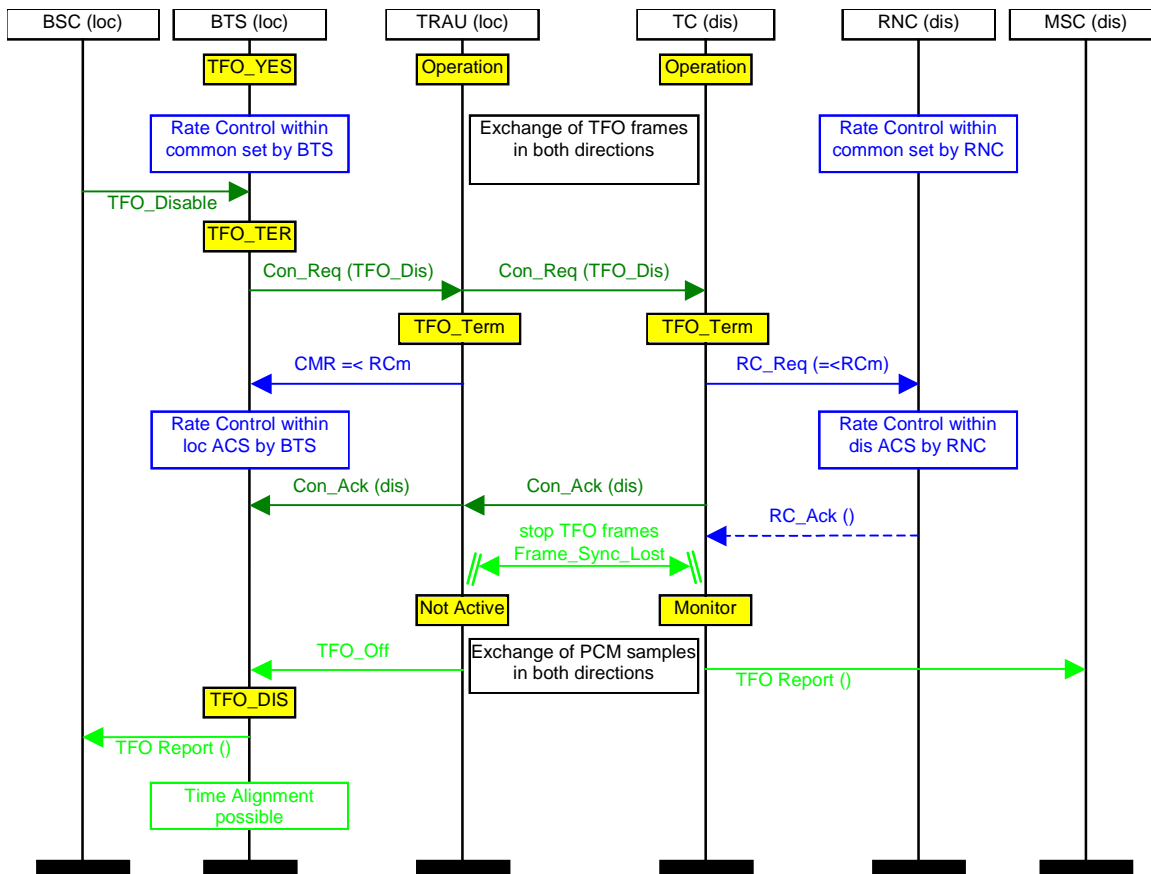 BSC (loc)
BTS (loc)
TRAU (loc)
TC (dis)
RNC (dis)
MSC (dis)
TFO_YES
Operation
Operation
Rate Control within
common set by BTS
Exchange of TFO frames
in both directions
Rate Control within
common set by RNC
TFO_Disable
TFO_TER
Con_Req (TFO_Dis)
Con_Req (TFO_Dis)
TFO_Term
TFO_Term
CMR =< RCm
RC_Req (=<RCm)
Rate Control within
loc ACS by BTS
Rate Control within
dis ACS by RNC
Con_Ack (dis)
Con_Ack (dis)
RC_Ack ()
stop TFO frames
Frame_Sync_Lost
Not Active
Monitor
TFO_Off
Exchange of PCM samples
in both directions
TFO Report ()
TFO_DIS
TFO Report ()
Time Alignment
possible